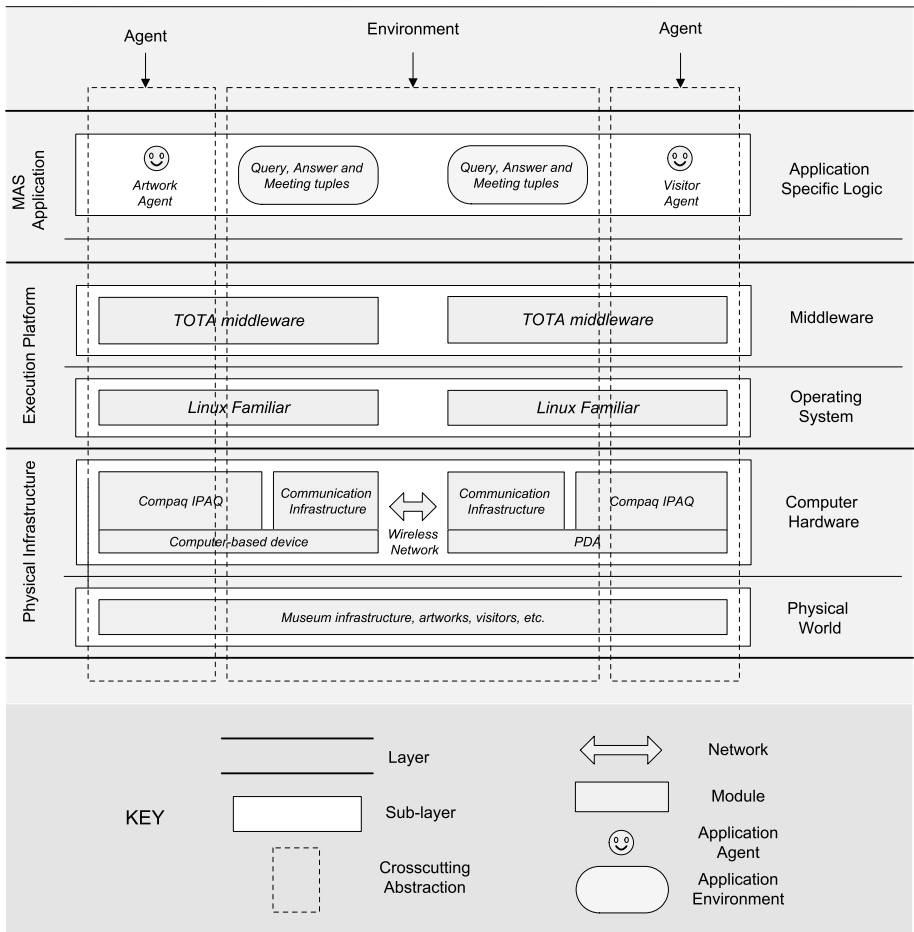 Agent
Environment
Agent
MAS
Application
Artwork
Agent
Query, Answer and
Meeting tuples
Query, Answer and
Meeting tuples
Visitor
Agent
Application
Specific Logic
Execution Platform
TOTA middleware
TOTA middleware
Middleware
Linux Familiar
Linux Familiar
Operating
System
Physical Infrastructure
Compaq IPAQ
Communication
Infrastructure
Computer-based device
Wireless
Network
Communication
Infrastructure
Compaq IPAQ
PDA
Computer
Hardware
Museum infrastructure, artworks, visitors, etc.
Physical
World
KEY
Layer
Sub-layer
Crosscutting
Abstraction
Network
Module
Application
Agent
Application
Environment